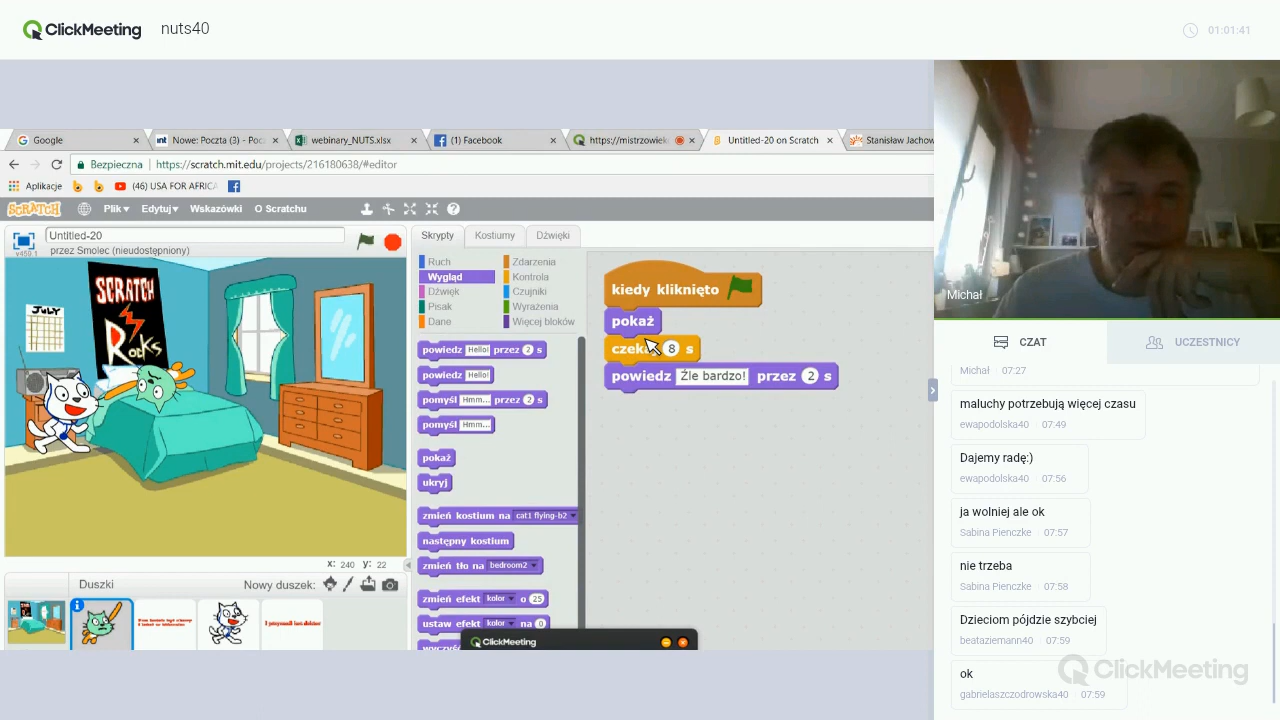 ClickMeeting nuts40 01:01:41
Google
Nowe: Poczta (3) - Poc
webinary_NUTS.xlsx
(1) Facebook
https://mistrzowiek
Untitled-20 on Scratch
Stanisław Jachow
Bezpieczna https://scratch.mit.edu/projects/216180638/#editor
Aplikacje (46) USA FOR AFRICA
SCRATCH Plik Edytuj Wskazówki O Scratchu
Untitled-20
przez Smolec (nieudostępniony)
v459.1
Skrypty Kostiumy Dźwięki
Ruch Zdarzenia
Wygląd Kontrola
Dźwięk Czujniki
Pisak Wyrażenia
Dane Więcej bloków
powiedz Hello! przez 2 s
powiedz Hello!
pomyśl Hmm... przez 2 s
pomyśl Hmm...
pokaż
ukryj
zmień kostium na cat1 flying-b2
następny kostium
zmień tło na bedroom2
zmień efekt kolor o 25
ustaw efekt kolor na 0
JULY
SCRATCH
Rocks
x: 240 y: 22
Duszki Nowy duszek:
I przyszedł kot doktor
kiedy kliknięto
pokaż
8 s
powiedz Źle bardzo! przez 2 s
ClickMeeting
Michał
CZAT UCZESTNICY
Michał 07:27
maluchy potrzebują więcej czasu
ewapodolska40 07:49
Dajemy radę:)
ewapodolska40 07:56
ja wolniej ale ok
Sabina Pienczke 07:57
nie trzeba
Sabina Pienczke 07:58
Dzieciom pójdzie szybciej
beataziemann40 07:59
ok
gabrielaszczodrowska40 07:59
ClickMeeting